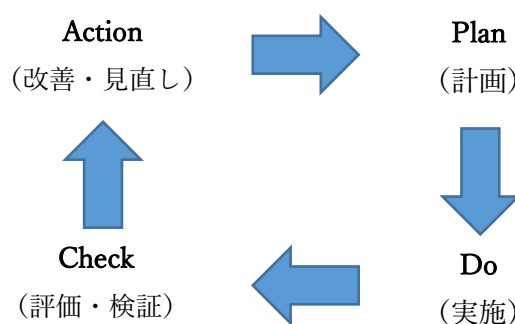 Action
（改善・見直し）
Plan
（計画）
Check
（評価・検証）
Do
（実施）